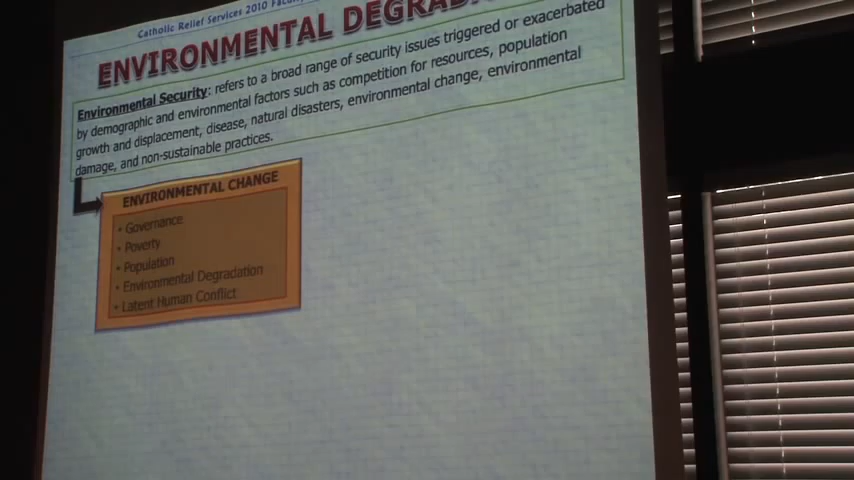 Catholic Relief Services 2010
ENVIRONMENTAL
Environmental Security: refers to a broad range of security issues triggered or exacerbated
by demographic and environmental factors such as competition for resources, population
growth and displacement, disease, natural disasters, environmental change, environmental
damage, and non-sustainable practices.
ENVIRONMENTAL CHANGE
• Governance
• Poverty
• Population
• Environmental Degradation
• Latent Human Conflict